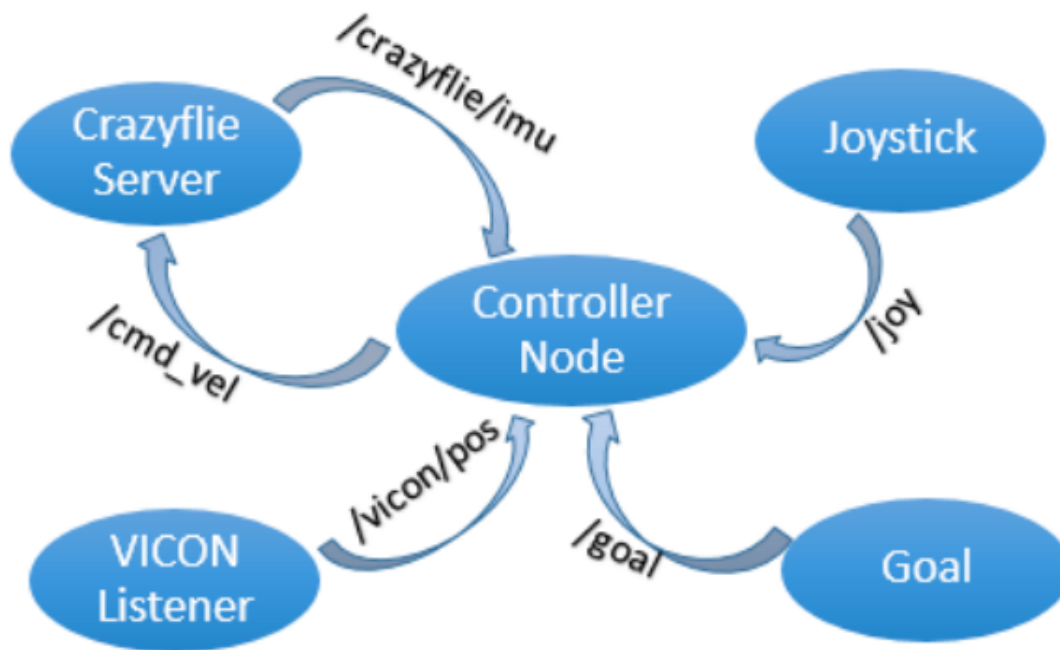 /crazyflie/imu
Crazyflie
Server
Joystick
Controller
Node
/joy
/cmd_vel
/vicon/pos
/goal
VICON
Listener
Goal